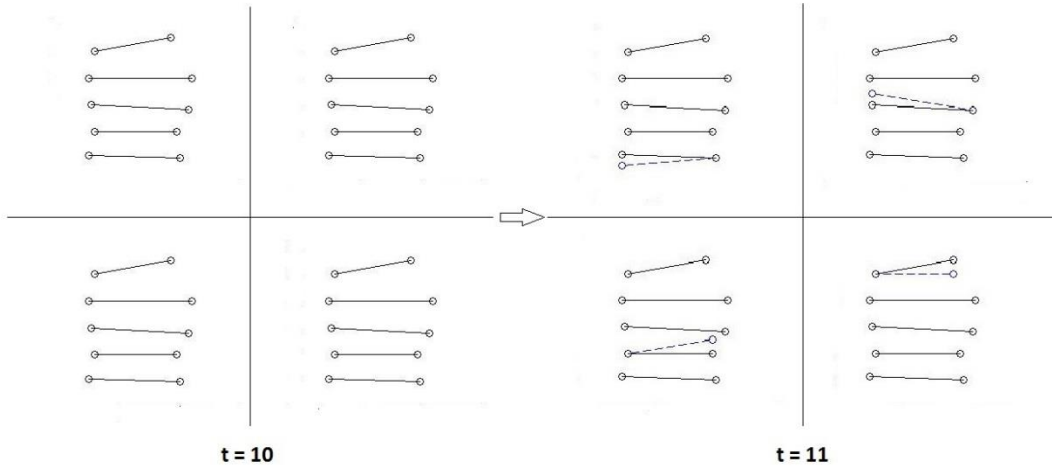 t = 10
t = 11